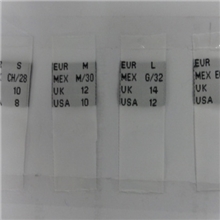 S
CH/28
10
8
EUR M
MEX M/30
UK 12
USA 10
EUR L
MEX G/32
UK 14
USA 12
EUR
MEX
UK
USA